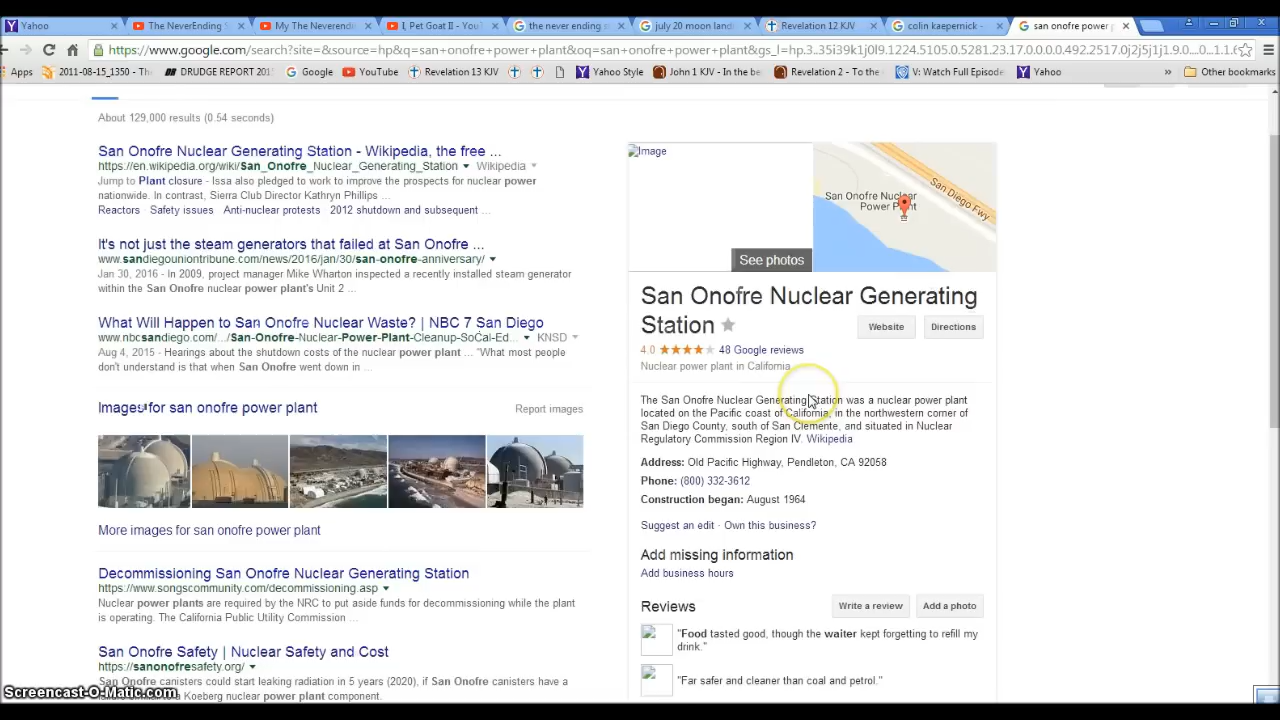 Yahoo
The NeverEnding S
My The Neverendi
I, Pet Goat II - You
the never ending s
july 20 moon landi
Revelation 12 KJV
colin kaepernick -
san onofre power p
https://www.google.com/search?site=&source=hp&q=san+onofre+power+plant&oq=san+onofre+power+plant&gs_l=hp.3..35i39k1j0l9.1224.5105.0.5281.23.17.0.0.0.0.492.2517.0j2j5j1j1.9.0....0...1.1.6
Apps
2011-08-15_1350 - Th
DRUDGE REPORT 2015
Google
YouTube
Revelation 13 KJV
Yahoo Style
John 1 KJV - In the be
Revelation 2 - To the
V: Watch Full Episode
Yahoo
»
Other bookmarks
About 129,000 results (0.54 seconds)
San Onofre Nuclear Generating Station - Wikipedia, the free ...
https://en.wikipedia.org/wiki/San_Onofre_Nuclear_Generating_Station Wikipedia
Jump to Plant closure - Issa also pledged to work to improve the prospects for nuclear power
nationwide. In contrast, Sierra Club Director Kathryn Phillips ...
Reactors Safety issues Anti-nuclear protests 2012 shutdown and subsequent ...
It's not just the steam generators that failed at San Onofre ...
www.sandiegouniontribune.com/news/2016/jan/30/san-onofre-anniversary/
Jan 30, 2016 - In 2009, project manager Mike Wharton inspected a recently installed steam generator
within the San Onofre nuclear power plant's Unit 2 ...
What Will Happen to San Onofre Nuclear Waste? | NBC 7 San Diego
www.nbcsandiego.com/.../San-Onofre-Nuclear-Power-Plant-Cleanup-SoCal-Ed... KNSD
Aug 4, 2015 - Hearings about the shutdown costs of the nuclear power plant ... "What most people
don't understand is that when San Onofre went down in ...
Images for san onofre power plant
Report images
More images for san onofre power plant
Decommissioning San Onofre Nuclear Generating Station
https://www.songscommunity.com/decommissioning.asp
Nuclear power plants are required by the NRC to put aside funds for decommissioning while the plant
is operating. The California Public Utility Commission ...
San Onofre Safety | Nuclear Safety and Cost
https://sanonofresafety.org/
San Onofre canisters could start leaking radiation in 5 years (2020), if San Onofre canisters have a
to a Koeberg nuclear power plant component.
Image
San Onofre Nuclear
Power Plant
San Diego Fwy
See photos
San Onofre Nuclear Generating
Station
Website
Directions
4.0 48 Google reviews
Nuclear power plant in California
The San Onofre Nuclear Generating Station was a nuclear power plant
located on the Pacific coast of California, in the northwestern corner of
San Diego County, south of San Clemente, and situated in Nuclear
Regulatory Commission Region IV. Wikipedia
Address: Old Pacific Highway, Pendleton, CA 92058
Phone: (800) 332-3612
Construction began: August 1964
Suggest an edit · Own this business?
Add missing information
Add business hours
Reviews
Write a review
Add a photo
"Food tasted good, though the waiter kept forgetting to refill my
drink."
"Far safer and cleaner than coal and petrol."
Screencast-O-Matic.com